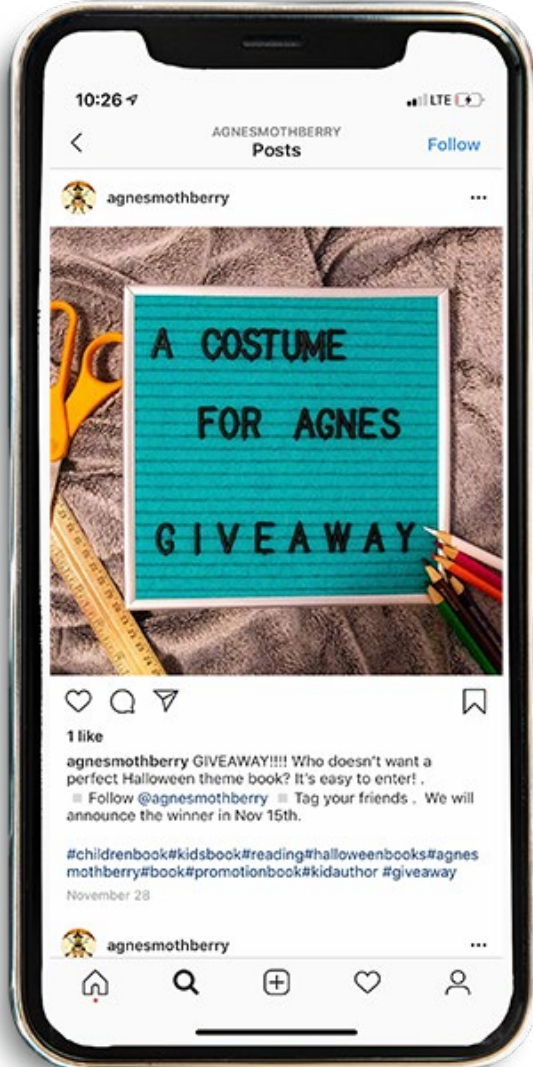 10:26
LTE
AGNESMOTHBERRY
Posts
Follow
agnesmothberry
A COSTUME
FOR AGNES
GIVEAWAY
1 like
agnesmothberry GIVEAWAY!!!! Who doesn't want a
perfect Halloween theme book? It's easy to enter! .
Follow @agnesmothberry Tag your friends . We will
announce the winner in Nov 15th.
#childrenbook#kidsbook#reading#halloweenbooks#agnes
mothberry#book#promotionbook#kidauthor #giveaway
November 28
agnesmothberry